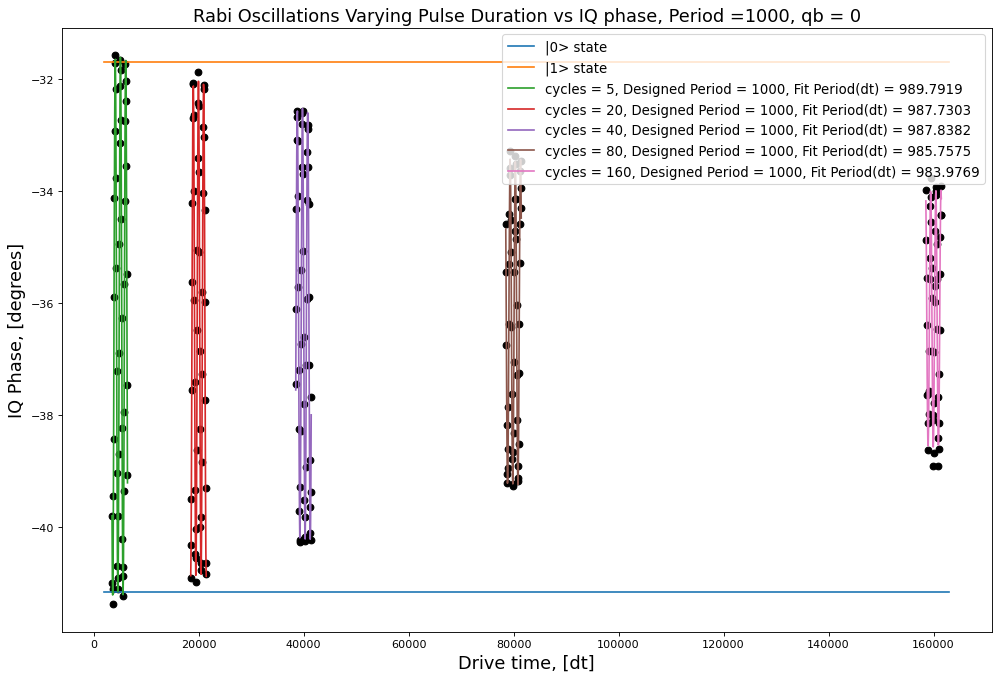 Rabi Oscillations Varying Pulse Duration vs IQ phase, Period =1000, qb = 0
|0> state
|1> state
cycles = 5, Designed Period = 1000, Fit Period(dt) = 989.7919
cycles = 20, Designed Period = 1000, Fit Period(dt) = 987.7303
cycles = 40, Designed Period = 1000, Fit Period(dt) = 987.8382
cycles = 80, Designed Period = 1000, Fit Period(dt) = 985.7575
cycles = 160, Designed Period = 1000, Fit Period(dt) = 983.9769
IQ Phase, [degrees]
−32
−34
−36
−38
−40
0 20000 40000 60000 80000 100000 120000 140000 160000
Drive time, [dt]